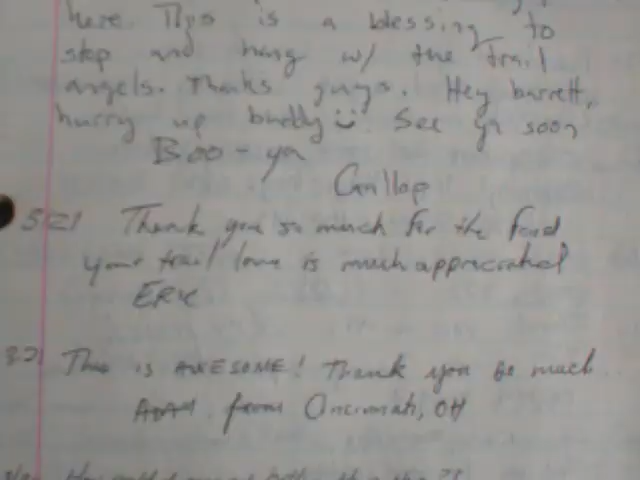 here. This is a blessing to
stop and hang w/ the trail
angels. Thanks guys. Hey barrett,
hurry up buddy See ya soon
Boo-ya
Gallop
5/21 Thank you so much for the food
your trail love is much appreciated
ERIC
This is AWESOME! Thank you so much
ADAM from Cincinnati, OH